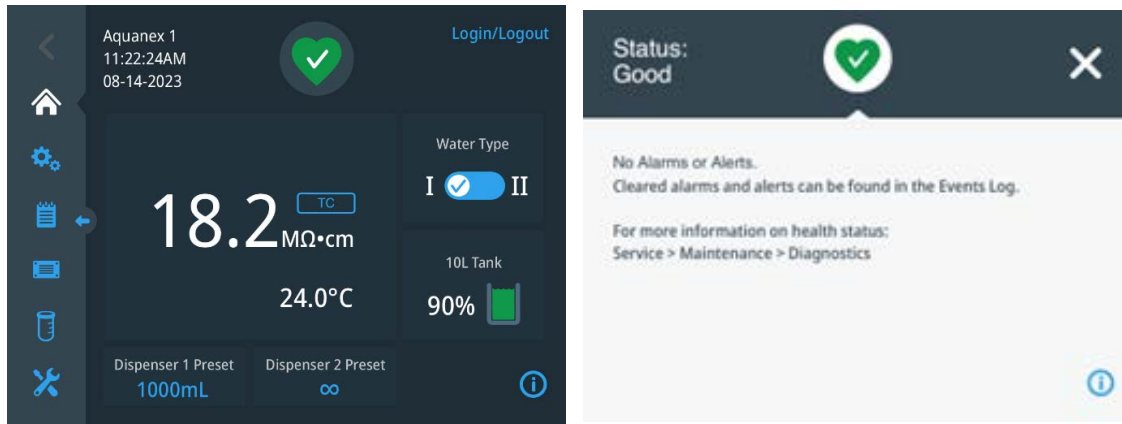 Aquanex 1
11:22:24AM
08-14-2023
Login/Logout
Water Type
I II
18.2 TC
MΩ•cm
24.0°C
10L Tank
90%
Dispenser 1 Preset
1000mL
Dispenser 2 Preset
∞
Status:
Good
No Alarms or Alerts.
Cleared alarms and alerts can be found in the Events Log.
For more information on health status:
Service > Maintenance > Diagnostics